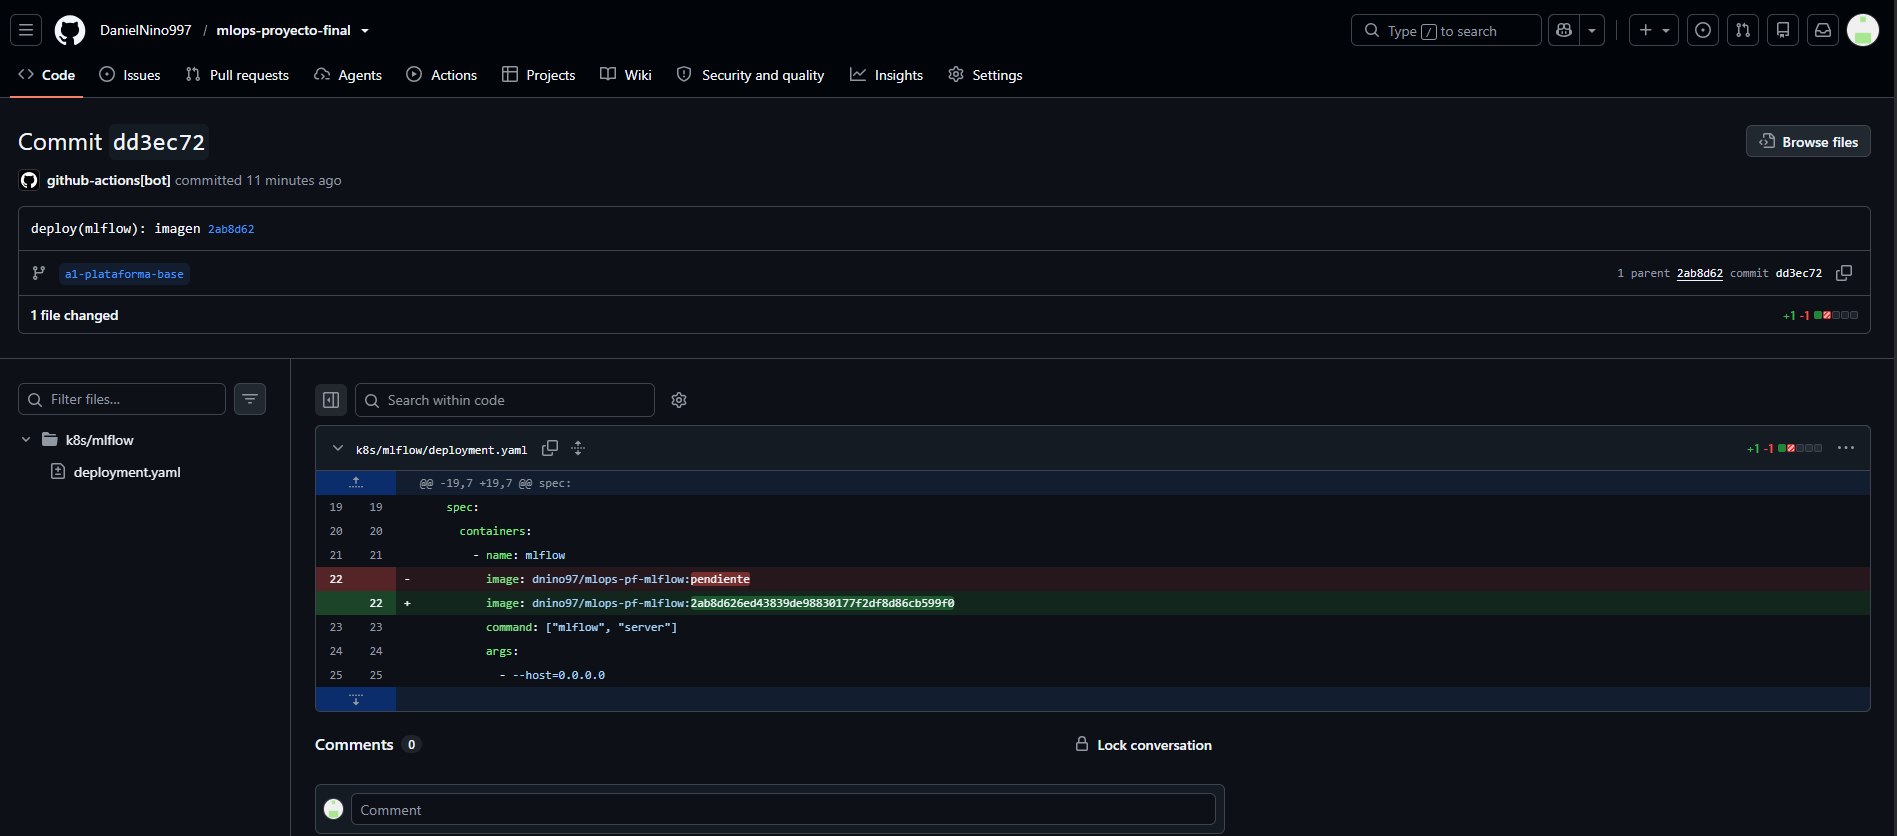 DanielNino997 / mlops-proyecto-final
Type / to search
Code Issues Pull requests Agents Actions Projects Wiki Security and quality Insights Settings
Commit dd3ec72
Browse files
github-actions[bot] committed 11 minutes ago
deploy(mlflow): imagen 2ab8d62
a1-plataforma-base
1 parent 2ab8d62 commit dd3ec72
1 file changed
+1 -1
Filter files...
k8s/mlflow
deployment.yaml
Search within code
k8s/mlflow/deployment.yaml
+1 -1
@@ -19,7 +19,7 @@ spec:
19 19 spec:
20 20 containers:
21 21 - name: mlflow
22 - image: dnino97/mlops-pf-mlflow:pendiente
22 + image: dnino97/mlops-pf-mlflow:2ab8d626ed43839de98830177f2df8d86cb599f0
23 23 command: ["mlflow", "server"]
24 24 args:
25 25 - --host=0.0.0.0
Comments 0
Lock conversation
Comment